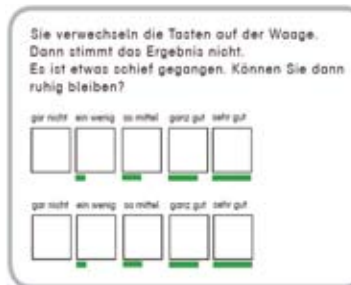 Sie verwechseln die Tasten auf der Waage.
Dann stimmt das Ergebnis nicht.
Es ist etwas schief gegangen. Können Sie dann
ruhig bleiben?
gar nicht ein wenig so mittel ganz gut sehr gut
gar nicht ein wenig so mittel ganz gut sehr gut